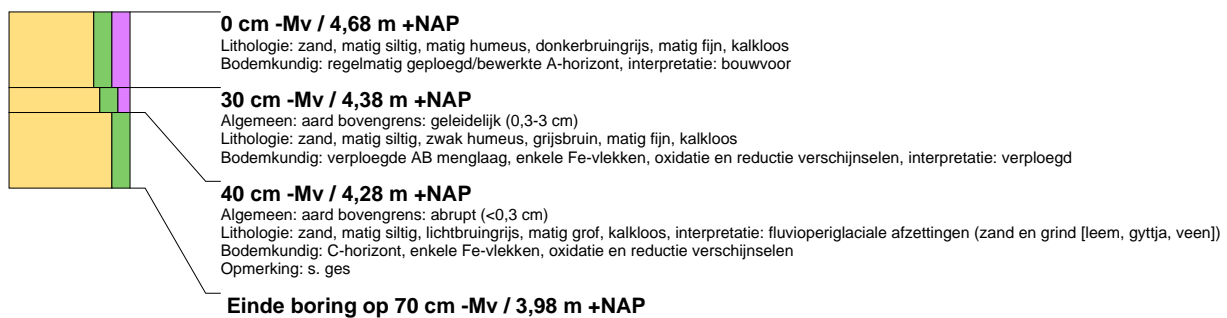 0 cm -Mv / 4,68 m +NAP
Lithologie: zand, matig siltig, matig humeus, donkerbruingrijs, matig fijn, kalkloos
Bodemkundig: regelmatig geploegd/bewerkte A-horizont, interpretatie: bouwvoor
30 cm -Mv / 4,38 m +NAP
Algemeen: aard bovengrens: geleidelijk (0,3-3 cm)
Lithologie: zand, matig siltig, zwak humeus, grijsbruin, matig fijn, kalkloos
Bodemkundig: verploegde AB menglaag, enkele Fe-vlekken, oxidatie en reductie verschijnselen, interpretatie: verploegd
40 cm -Mv / 4,28 m +NAP
Algemeen: aard bovengrens: abrupt (<0,3 cm)
Lithologie: zand, matig siltig, lichtbruingrijs, matig grof, kalkloos, interpretatie: fluvioperiglaciale afzettingen (zand en grind [leem, gyttja, veen])
Bodemkundig: C-horizont, enkele Fe-vlekken, oxidatie en reductie verschijnselen
Opmerking: s. ges
Einde boring op 70 cm -Mv / 3,98 m +NAP